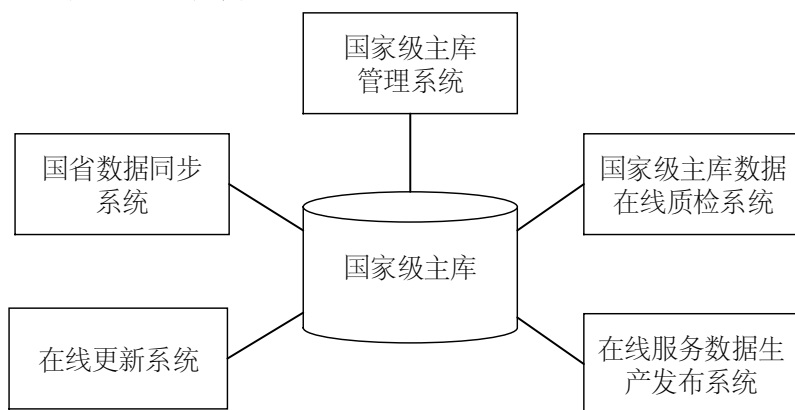 国家级主库
管理系统
国省数据同步
系统
国家级主库数据
在线质检系统
国家级主库
在线更新系统
在线服务数据生
产发布系统